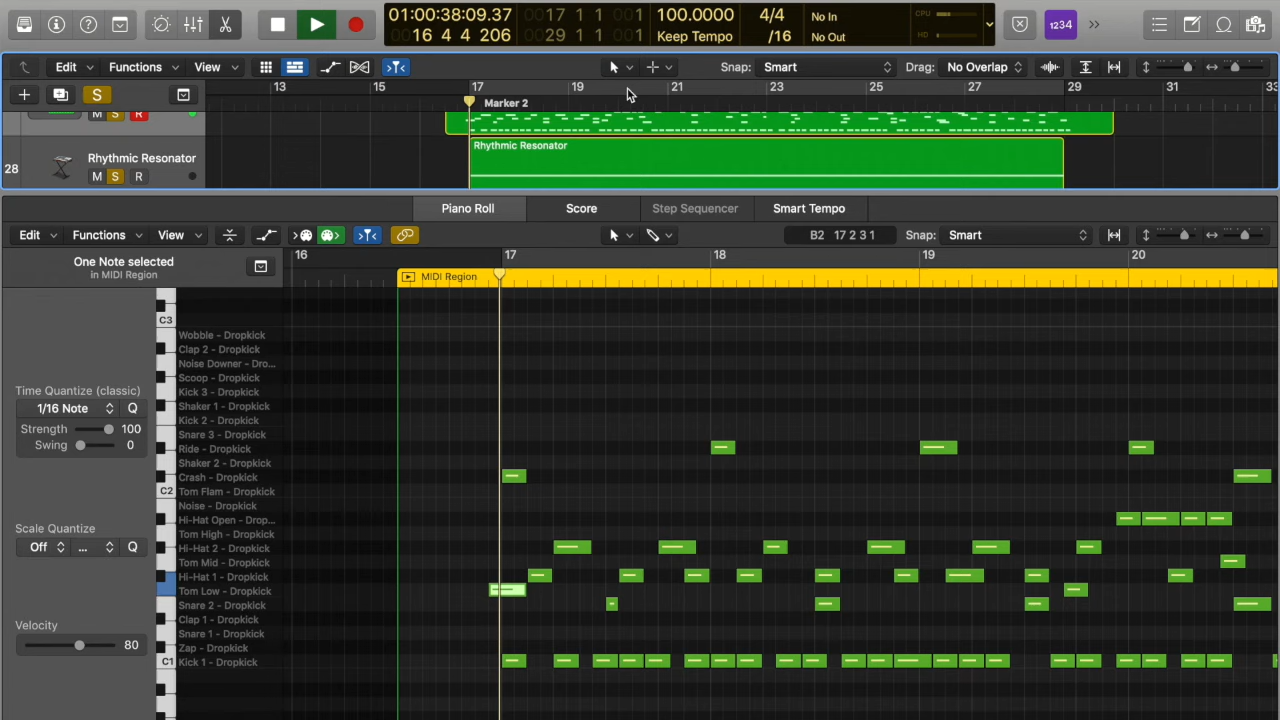 01:00:38:09.37 0017 1 1 001 100.0000 4/4 No In CPU
0016 4 4 206 0029 1 1 001 Keep Tempo /16 No Out HD
1234
Edit Functions View Snap: Smart Drag: No Overlap
S 13 15 17 19 21 23 25 27 29 31 33
Marker 2
M S R
28 Rhythmic Resonator Rhythmic Resonator
M S R
Piano Roll Score Step Sequencer Smart Tempo
Edit Functions View B2 17 2 3 1 Snap: Smart
One Note selected 16 17 18 19 20
in MIDI Region MIDI Region
C3
Wobble - Dropkick
Clap 2 - Dropkick
Noise Downer - Dro...
Scoop - Dropkick
Time Quantize (classic) Kick 3 - Dropkick
1/16 Note Q Shaker 1 - Dropkick
Kick 2 - Dropkick
Strength 100
Snare 3 - Dropkick
Swing 0 Ride - Dropkick
Shaker 2 - Dropkick
Crash - Dropkick
C2 Tom Flam - Dropkick
Noise - Dropkick
Hi-Hat Open - Drop...
Scale Quantize Tom High - Dropkick
Off ... Q Hi-Hat 2 - Dropkick
Tom Mid - Dropkick
Hi-Hat 1 - Dropkick
Tom Low - Dropkick
Snare 2 - Dropkick
Velocity Clap 1 - Dropkick
Snare 1 - Dropkick
80 Zap - Dropkick
C1 Kick 1 - Dropkick